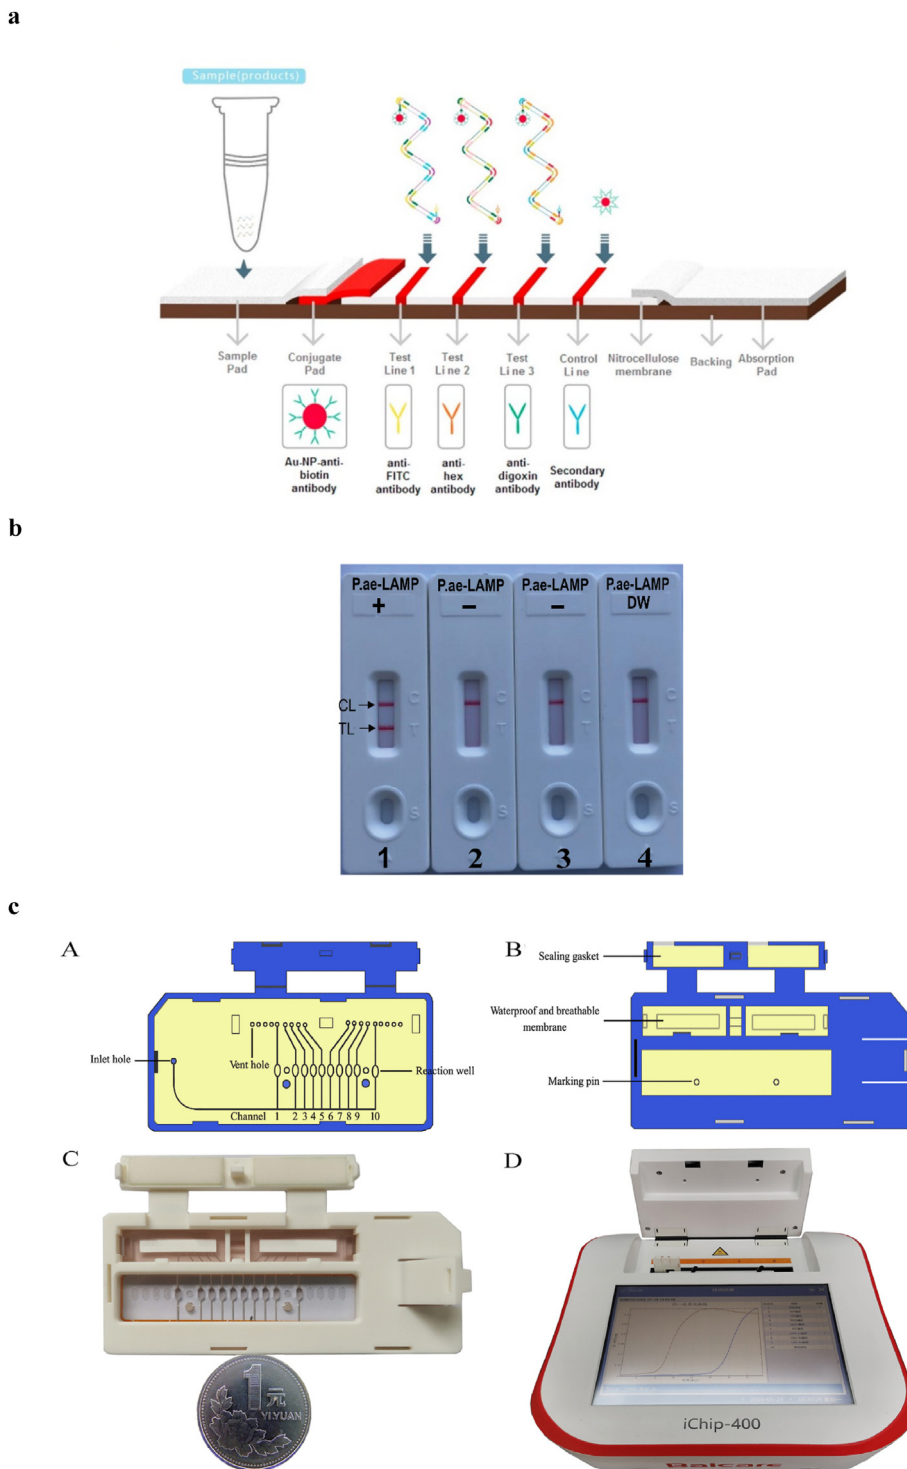 a
Sample(products)
Sample
Pad
Conjugate
Pad
Test
Line 1
Test
Line 2
Test
Line 3
Control
Line
Nitrocellose
membrane
Backing
Absorption
Pad
Au-NP-anti-
biotin
antibody
anti-
FITC
antibody
anti-
hex
antibody
anti-
digoxin
antibody
Secondary
antibody
b
P.ae-LAMP
+
P.ae-LAMP
−
P.ae-LAMP
−
P.ae-LAMP
DW
CL
TL
C
T
S
C
T
S
C
T
S
C
T
S
1
2
3
4
c
A
Inlet hole
Vent hole
Reaction well
Channel 1 2 3 4 5 6 7 8 9 10
B
Sealing gasket
Waterproof and breathable
membrane
Marking pin
C
1 元
YI YUAN
D
iChip-400
Baicare